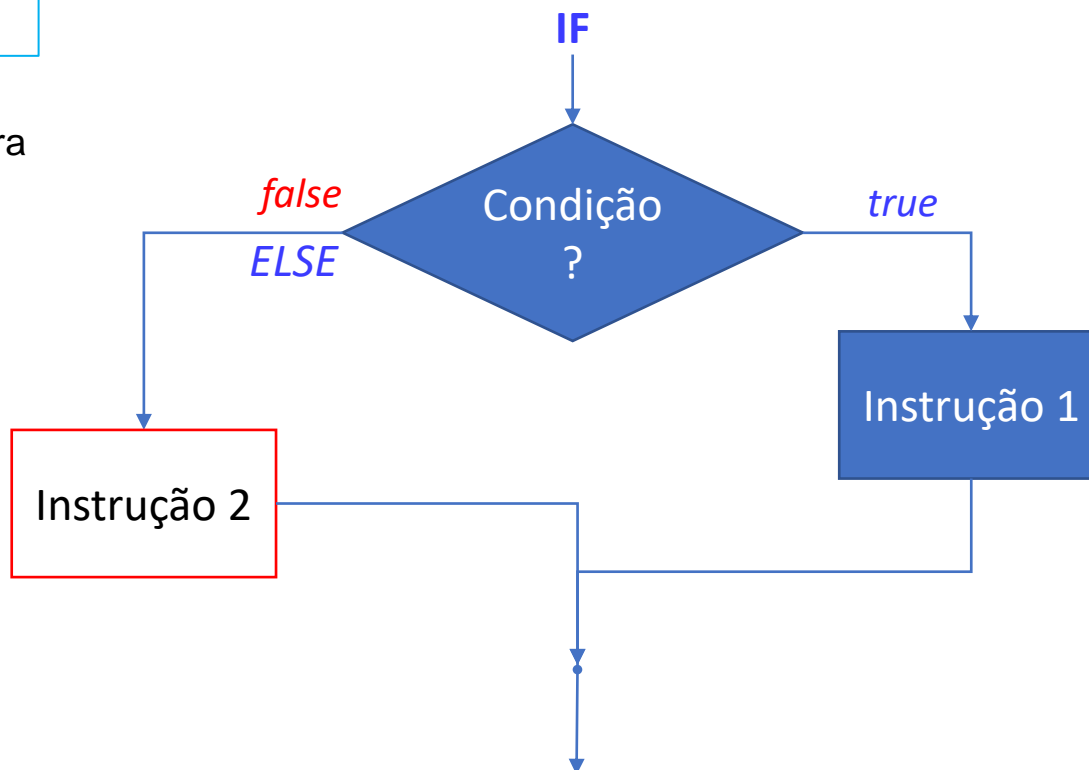 IF
ra
false
ELSE
Condição
?
true
Instrução 1
Instrução 2